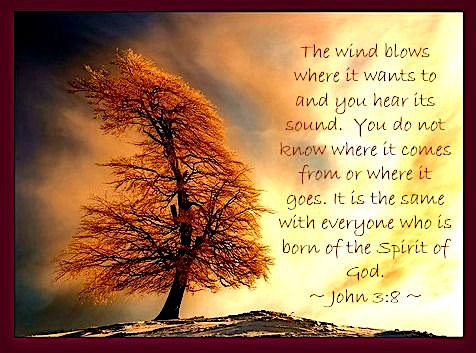 The wind blows
where it wants to
and you hear its
sound. You do not
know where it comes
from or where it
goes. It is the same
with everyone who is
born of the Spirit of
God.
~ John 3:8 ~